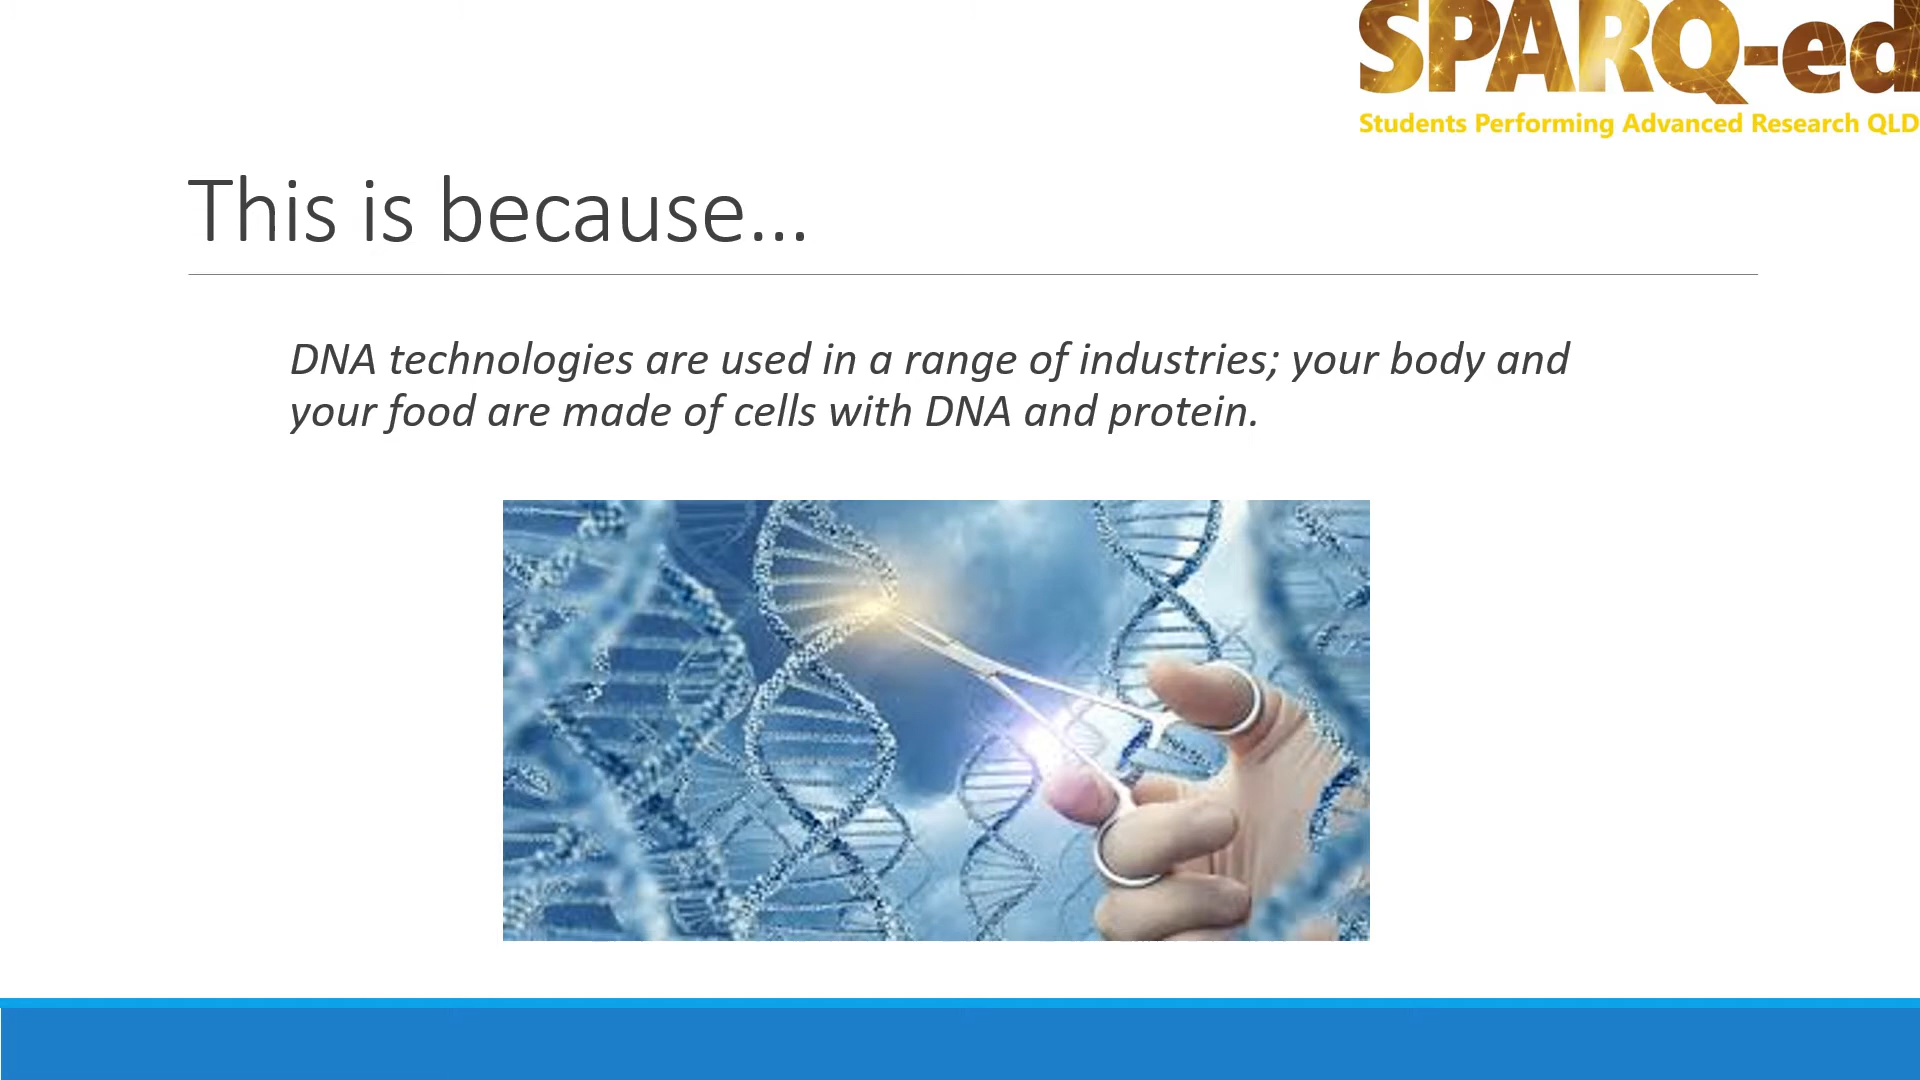 SPARQ-ed
Students Performing Advanced Research QLD
This is because...
DNA technologies are used in a range of industries; your body and
your food are made of cells with DNA and protein.